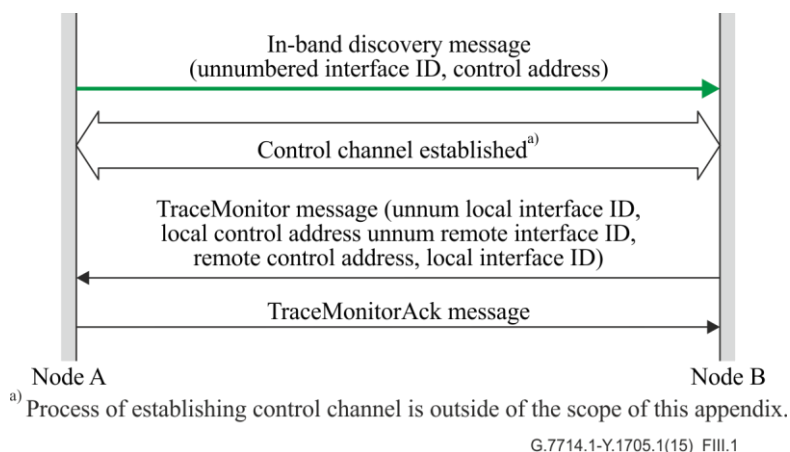 In-band discovery message
(unnumbered interface ID, control address)
Control channel established a)
TraceMonitor message (unnum local interface ID,
local control address unnum remote interface ID,
remote control address, local interface ID)
TraceMonitorAck message
Node A
Node B
a) Process of establishing control channel is outside of the scope of this appendix.
G.7714.1-Y.1705.1(15)_FIII.1